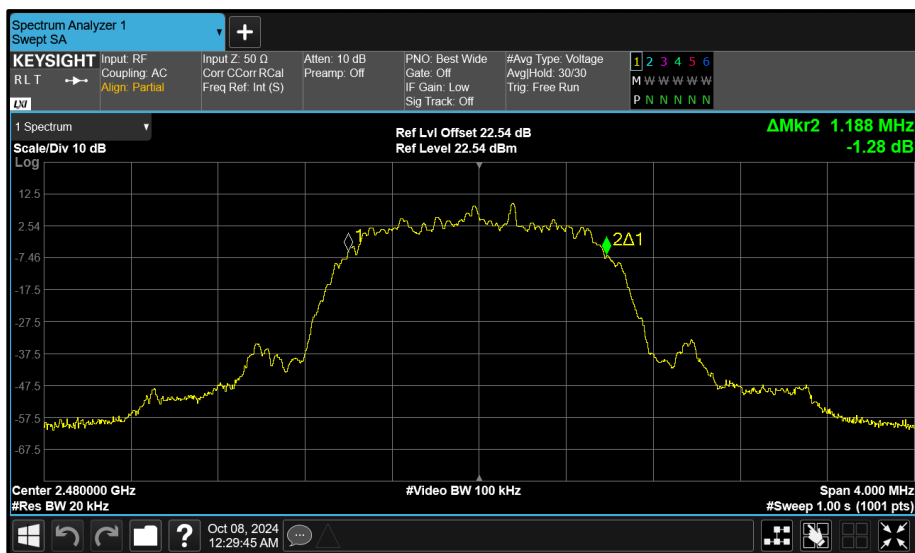 Spectrum Analyzer 1
Swept SA
+
KEYSIGHT
R L T
LXI
Input: RF
Coupling: AC
Align: Partial
Input Z: 50 Ω
Corr CCorr RCal
Freq Ref: Int (S)
Atten: 10 dB
Preamp: Off
PNO: Best Wide
Gate: Off
IF Gain: Low
Sig Track: Off
#Avg Type: Voltage
Avg|Hold: 30/30
Trig: Free Run
1 2 3 4 5 6
M W W W W W
P N N N N N
1 Spectrum
Scale/Div 10 dB
Ref Lvl Offset 22.54 dB
Ref Level 22.54 dBm
ΔMkr2 1.188 MHz
-1.28 dB
Log
12.5
2.54
-7.46
-17.5
-27.5
-37.5
-47.5
-57.5
-67.5
1
2Δ1
Center 2.480000 GHz
#Res BW 20 kHz
#Video BW 100 kHz
Span 4.000 MHz
#Sweep 1.00 s (1001 pts)
?
Oct 08, 2024
12:29:45 AM